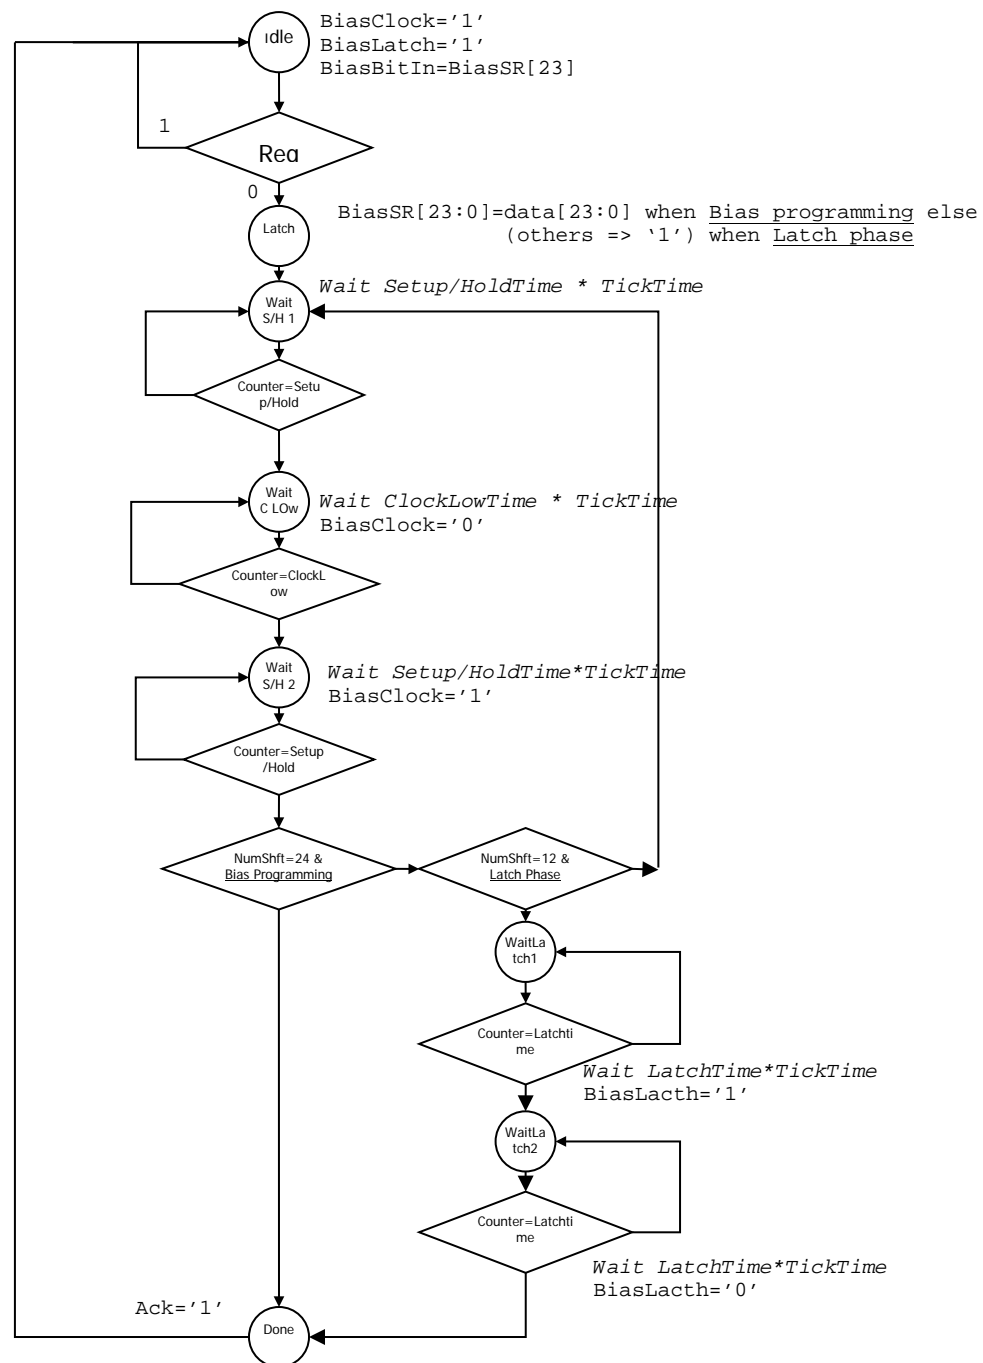 BiasClock='1'
Idle
BiasLatch='1'
BiasBitIn=BiasSR[23]
1
0
BiasSR[23:0]=data[23:0] when Bias programming else
(others => ‘1’) when Latch phase
Latch
Wait Setup/HoldTime * TickTime
Wait
S/H 1
Counter=Setu
p/Hold
Wait
C LOw
Wait ClockLowTime * TickTime
BiasClock='0'
Counter=ClockL
ow
Wait
S/H 2
Wait Setup/HoldTime*TickTime
BiasClock='1'
Counter=Setup
/Hold
NumShft=24 &
Bias Programming
NumShft=12 &
Latch Phase
WaitLa
tch1
Counter=Latchti
me
Wait LatchTime*TickTime
BiasLacth='1'
WaitLa
tch2
Counter=Latchti
me
Wait LatchTime*TickTime
BiasLacth='0'
Ack='1'
Done